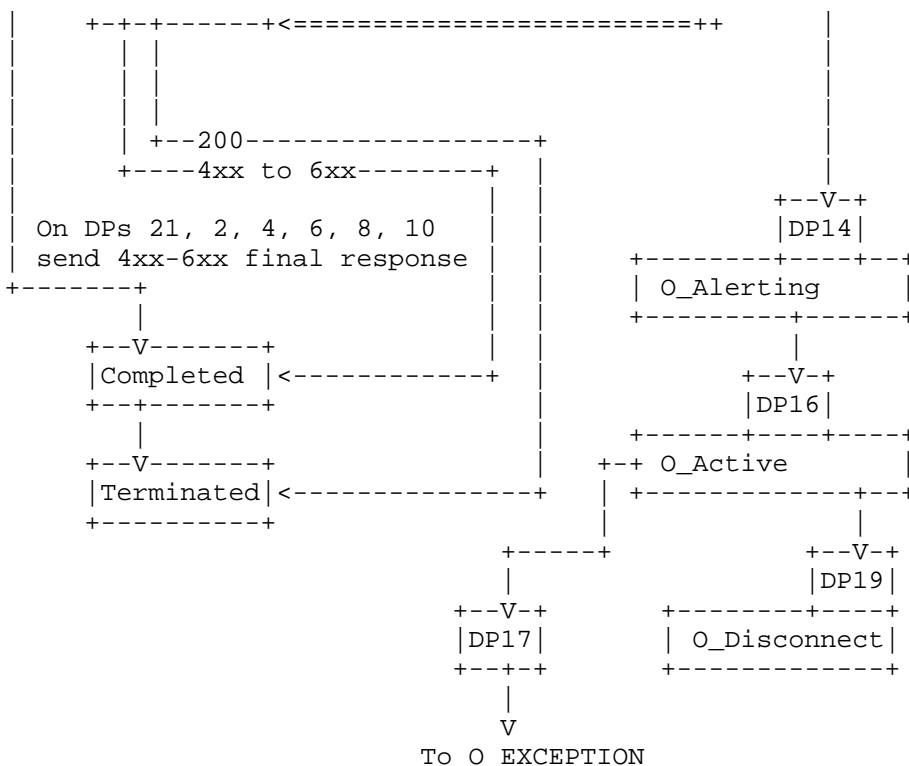 200
4xx to 6xx
On DPs 21, 2, 4, 6, 8, 10
DP14
send 4xx-6xx final response
O_Alerting
Completed
DP16
O_Active
Terminated
DP19
DP17
O_Disconnect
To O EXCEPTION